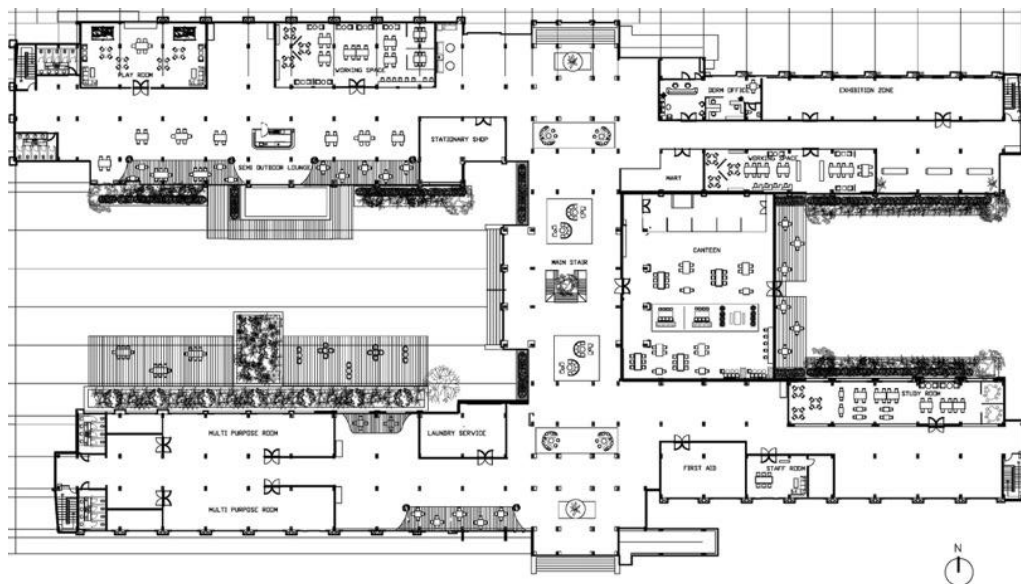 PLAY ROOM
WORKING SPACE
DORM OFFICE
EXHIBITION ZONE
STATIONARY SHOP
SEMI OUTDOOR LOUNGE
WORKING SPACE
MART
CANTEEN
MAIN STAIR
STUDY ROOM
MULTI PURPOSE ROOM
LAUNDRY SERVICE
FIRST AID
STAFF ROOM
MULTI PURPOSE ROOM
N